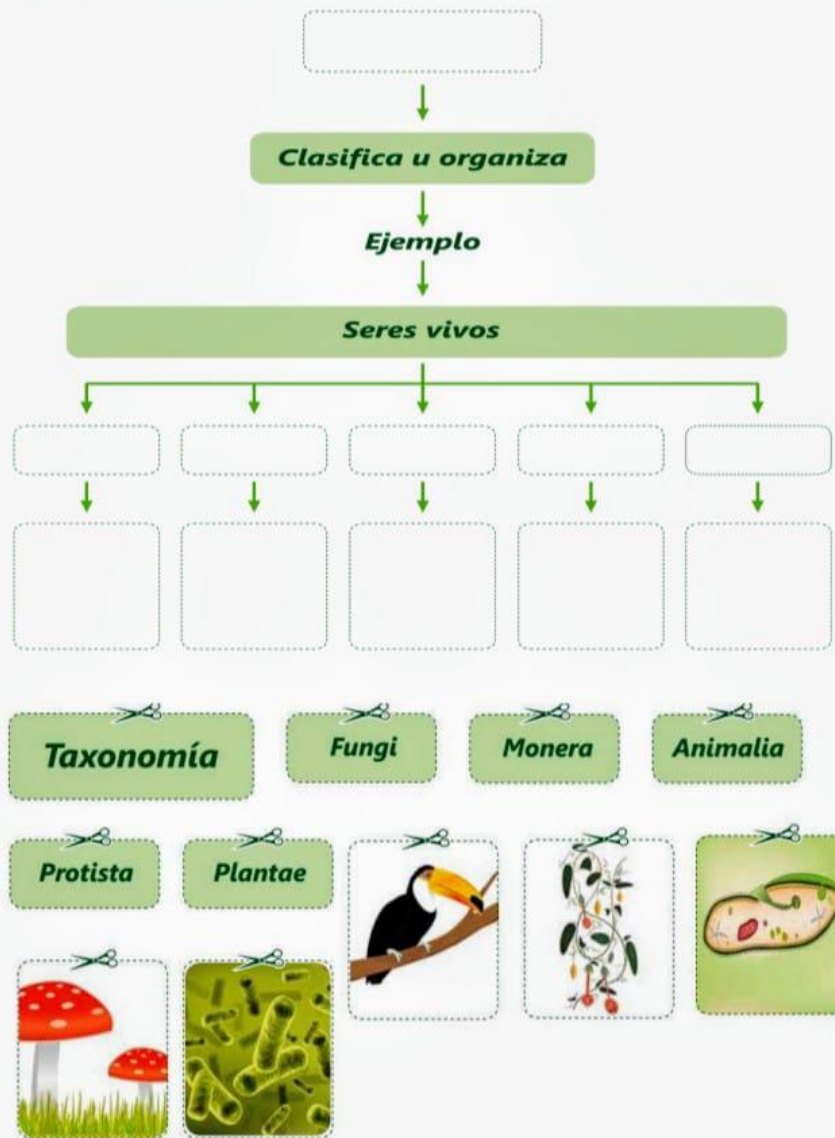 Clasifica u organiza
Ejemplo
Seres vivos
Taxonomía
Fungi
Monera
Animalia
Protista
Plantae